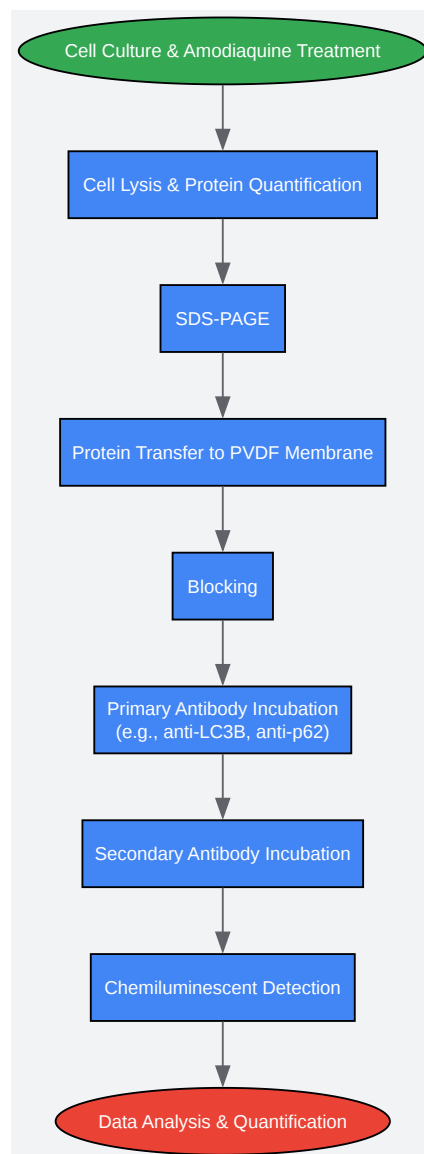 Cell Culture & Amodiaquine Treatment
Cell Lysis & Protein Quantification
SDS-PAGE
Protein Transfer to PVDF Membrane
Blocking
Primary Antibody Incubation
(e.g., anti-LC3B, anti-p62)
Secondary Antibody Incubation
Chemiluminescent Detection
Data Analysis & Quantification